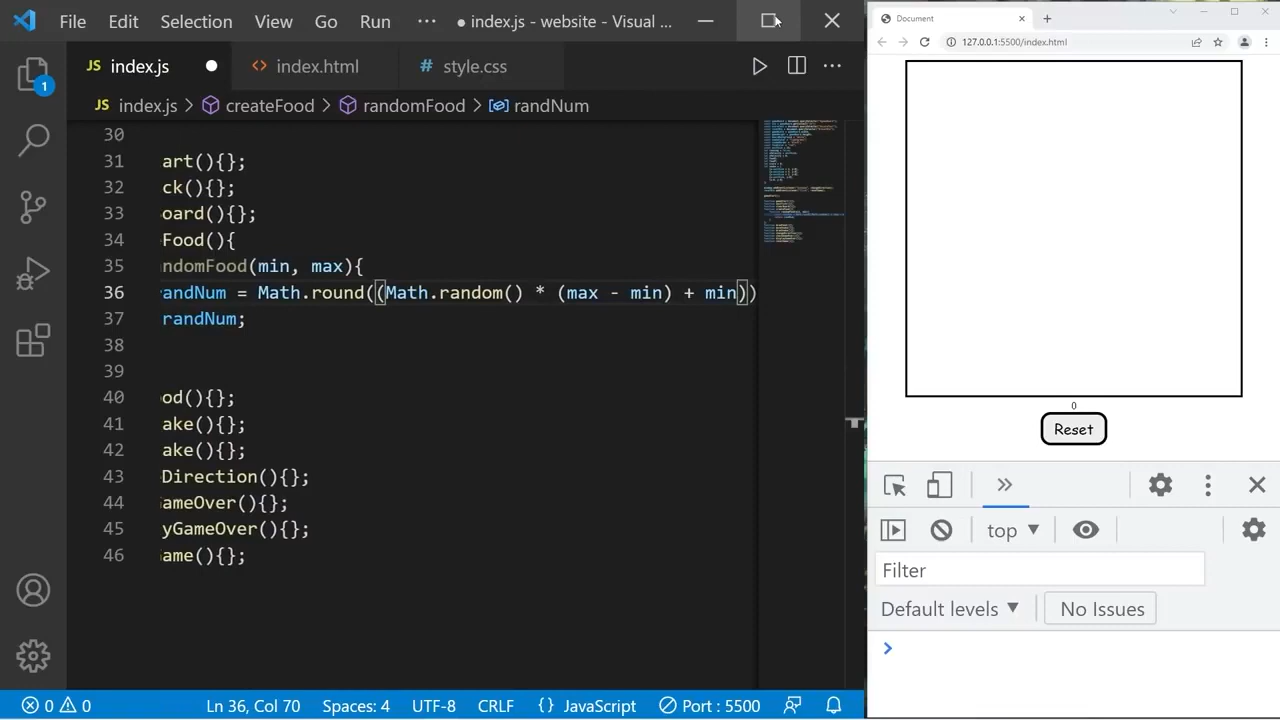 File Edit Selection View Go Run ··· ● index.js - website - Visual ...
JS index.js ● <> index.html # style.css
JS index.js > createFood > randomFood > randNum
1
30
31 art(){};
32 ck(){};
33 oard(){};
34 Food(){
35 ndomFood(min, max){
36 randNum = Math.round((Math.random() * (max - min) + min))
37 randNum;
38
39
40 od(){};
41 ake(){};
42 ake(){};
43 Direction(){};
44 ameOver(){};
45 yGameOver(){};
46 ame(){};
0 0 Ln 36, Col 70 Spaces: 4 UTF-8 CRLF {} JavaScript Port : 5500
Document
127.0.0.1:5500/index.html
0
Reset
top
Filter
Default levels No Issues